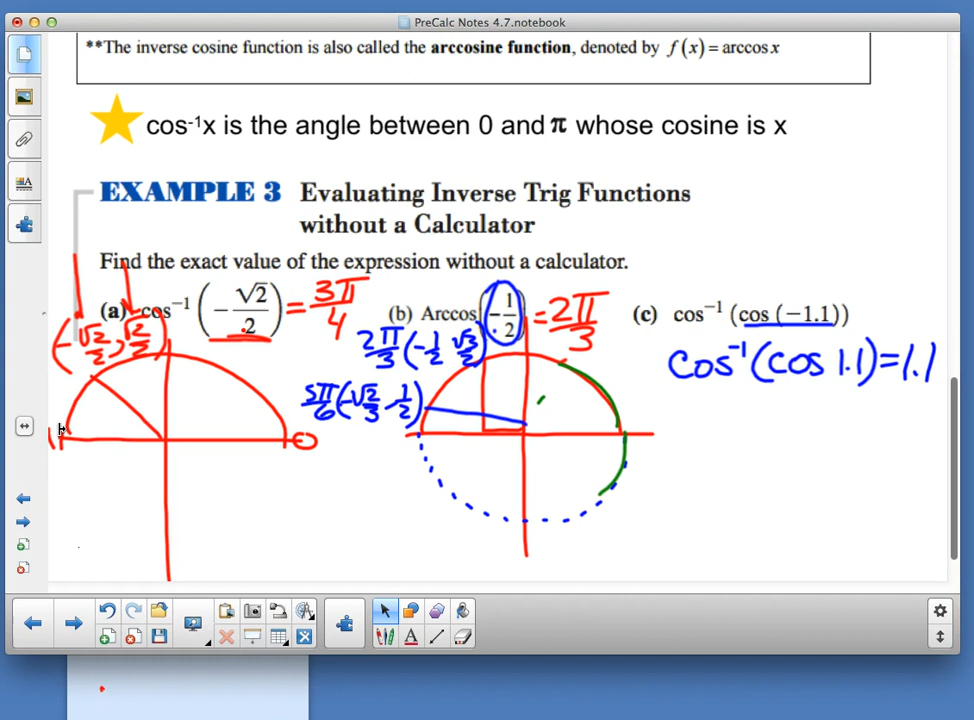 PreCalc Notes 4.7.notebook
**The inverse cosine function is also called the arccosine function, denoted by f(x) = arccos x
cos⁻¹x is the angle between 0 and π whose cosine is x
EXAMPLE 3 Evaluating Inverse Trig Functions
without a Calculator
Find the exact value of the expression without a calculator.
(a) cos⁻¹(-√2/2) = 3π/4 (b) Arccos(-1/2) = 2π/3 (c) cos⁻¹(cos (−1.1))
(-√2/2, √2/2) 2π/3 (-1/2 √3/2) cos⁻¹(cos 1.1) = 1.1
5π/6 (-√2/3, 1/2)
π 0